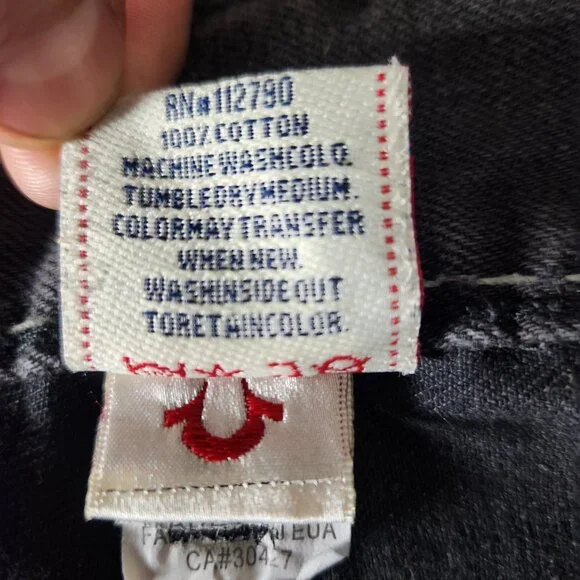 RN#112790
100% COTTON
MACHINE WASH COLD.
TUMBLE DRY MEDIUM.
COLOR MAY TRANSFER
WHEN NEW.
WASH INSIDE OUT
TO RETAIN COLOR.
EUA
CA#30427